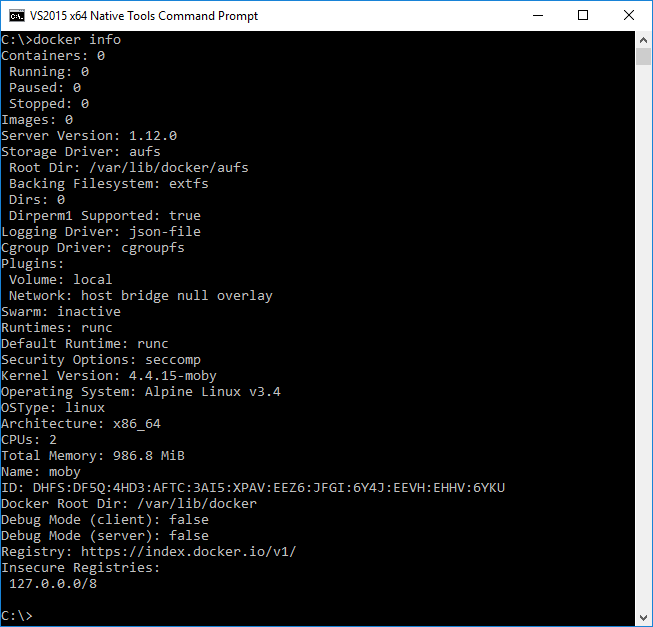 VS2015 x64 Native Tools Command Prompt
C:\>docker info
Containers: 0
 Running: 0
 Paused: 0
 Stopped: 0
Images: 0
Server Version: 1.12.0
Storage Driver: aufs
 Root Dir: /var/lib/docker/aufs
 Backing Filesystem: extfs
 Dirs: 0
 Dirperm1 Supported: true
Logging Driver: json-file
Cgroup Driver: cgroupfs
Plugins:
 Volume: local
 Network: host bridge null overlay
Swarm: inactive
Runtimes: runc
Default Runtime: runc
Security Options: seccomp
Kernel Version: 4.4.15-moby
Operating System: Alpine Linux v3.4
OSType: linux
Architecture: x86_64
CPUs: 2
Total Memory: 986.8 MiB
Name: moby
ID: DHFS:DF5Q:4HD3:AFTC:3AI5:XPAV:EEZ6:JFGI:6Y4J:EEVH:EHHV:6YKU
Docker Root Dir: /var/lib/docker
Debug Mode (client): false
Debug Mode (server): false
Registry: https://index.docker.io/v1/
Insecure Registries:
 127.0.0.0/8
C:\>